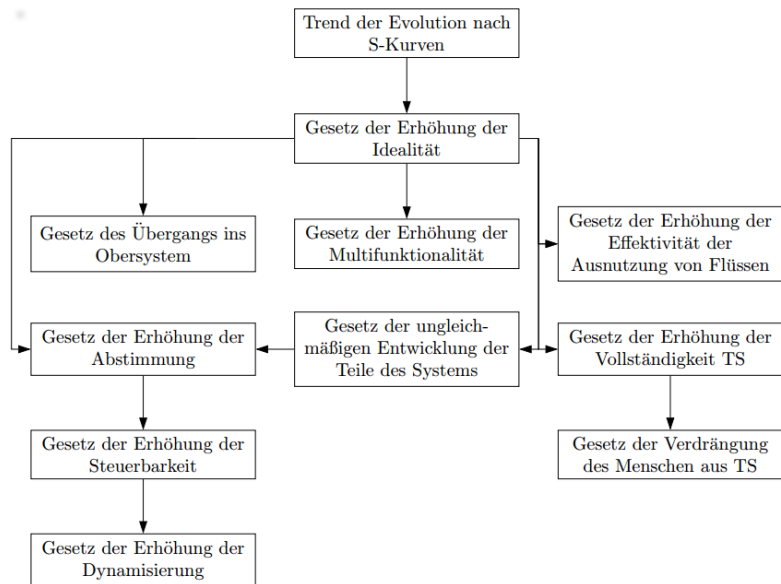 Trend der Evolution nach
S-Kurven
Gesetz der Erhöhung der
Idealität
Gesetz des Übergangs ins
Obersystem
Gesetz der Erhöhung der
Multifunktionalität
Gesetz der Erhöhung der
Effektivität der
Ausnutzung von Flüssen
Gesetz der Erhöhung der
Abstimmung
Gesetz der ungleich-
mäßigen Entwicklung der
Teile des Systems
Gesetz der Erhöhung der
Vollständigkeit TS
Gesetz der Erhöhung der
Steuerbarkeit
Gesetz der Verdrängung
des Menschen aus TS
Gesetz der Erhöhung der
Dynamisierung